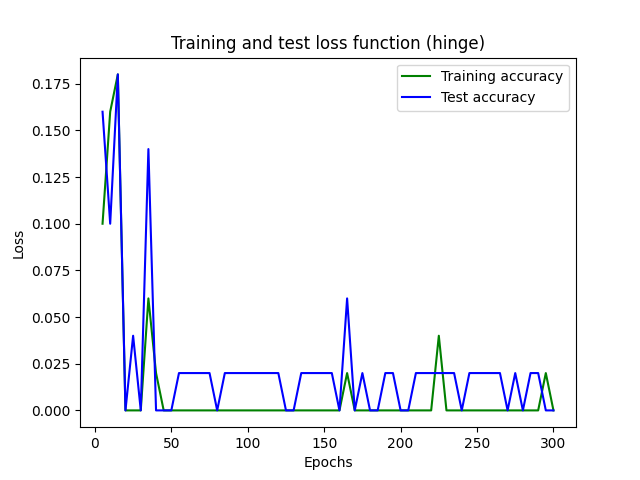 Training and test loss function (hinge)
Training accuracy
Test accuracy
Loss
0.175
0.150
0.125
0.100
0.075
0.050
0.025
0.000
0 50 100 150 200 250 300
Epochs